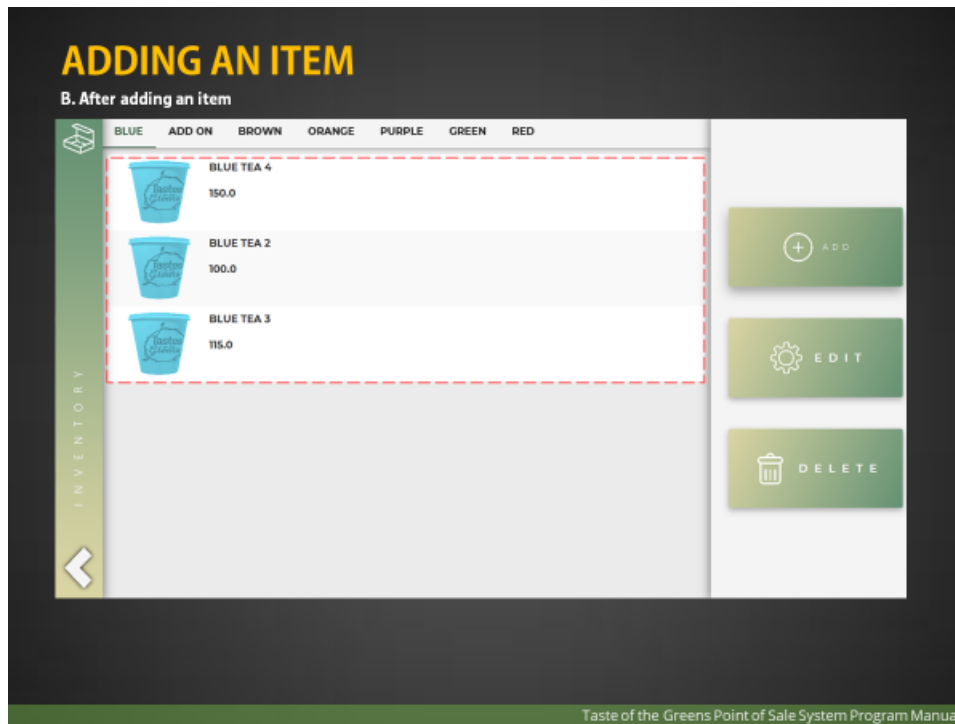 ADDING AN ITEM
B. After adding an item
BLUE ADD ON BROWN ORANGE PURPLE GREEN RED
BLUE TEA 4
150.0
BLUE TEA 2
100.0
BLUE TEA 3
115.0
INVENTORY
ADD
EDIT
DELETE
Taste of the Greens Point of Sale System Program Manua